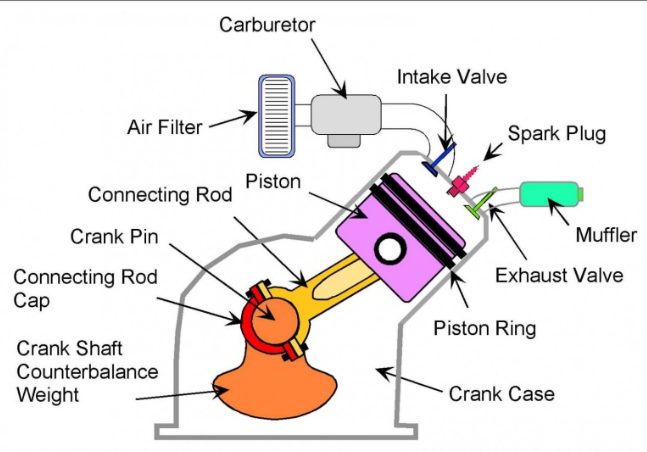 Carburetor
Intake Valve
Air Filter
Spark Plug
Connecting Rod
Piston
Crank Pin
Muffler
Connecting Rod
Cap
Exhaust Valve
Piston Ring
Crank Shaft
Counterbalance
Weight
Crank Case